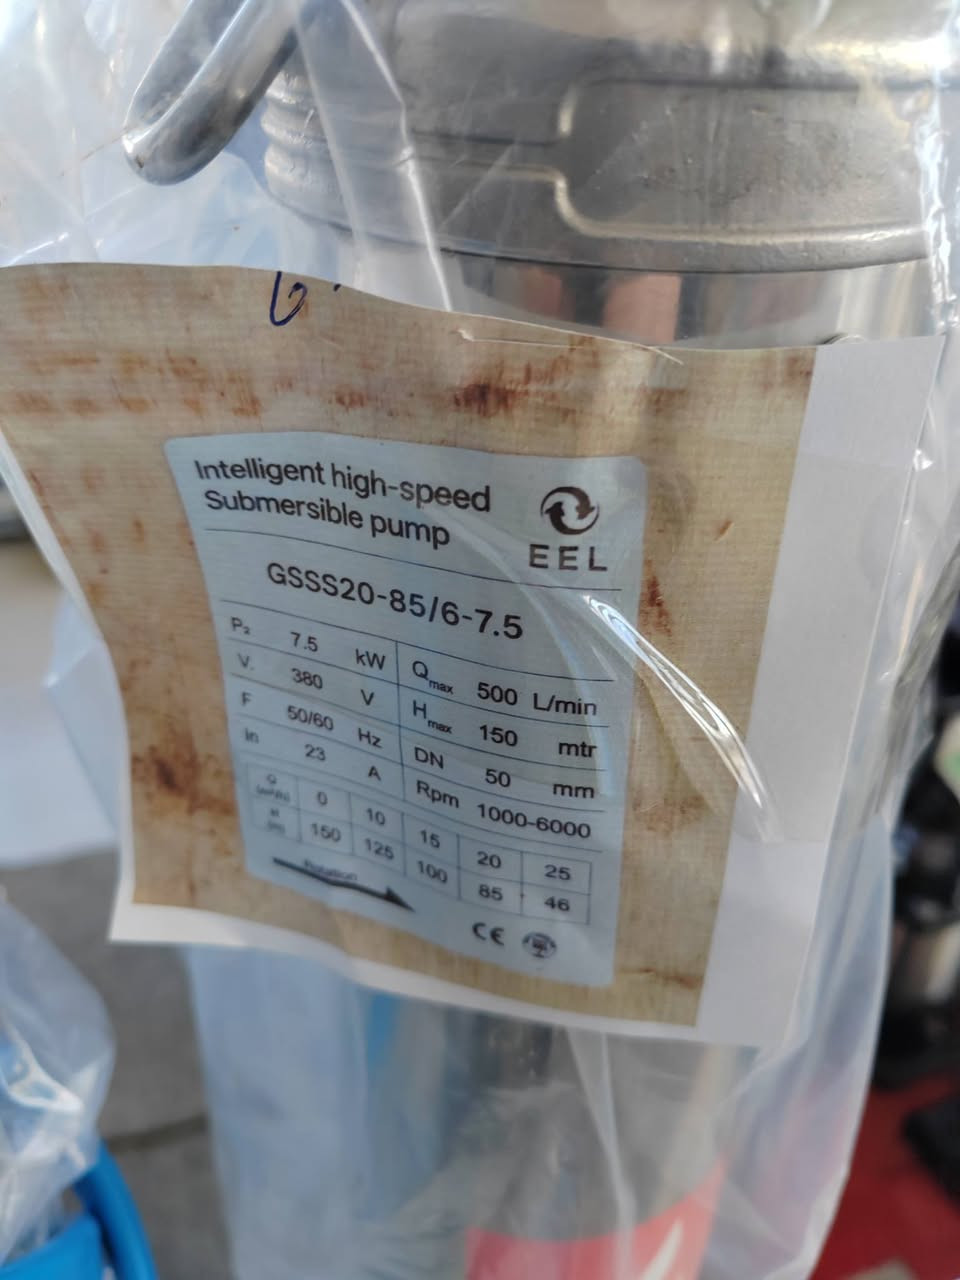 Intelligent high-speed
Submersible pump
EEL
GSSS20-85/6-7.5
P2 7.5 kW Qmax 500 L/min
V. 380 V Hmax 150 mtr
F 50/60 Hz DN 50 mm
In 23 A Rpm 1000-6000
Q (m³/h) 0 10 15 20 25
H (m) 150 125 100 85 46
Rotation
CE